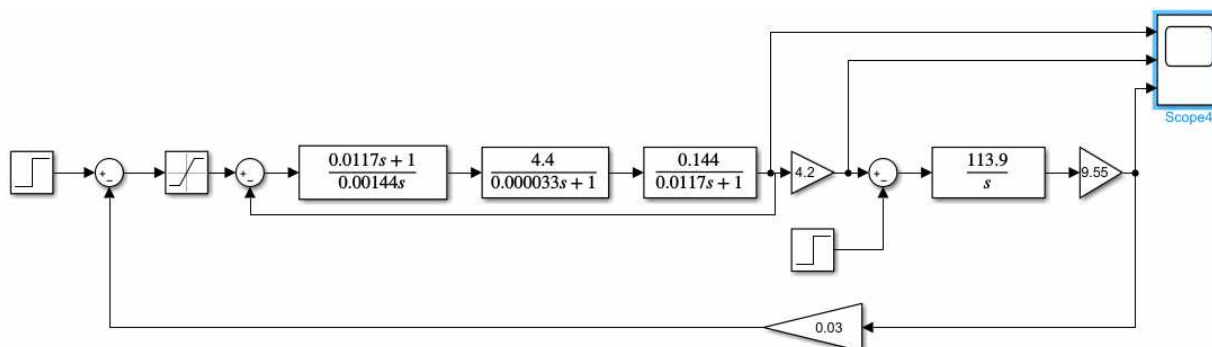 Scope4
0.0117s + 1
0.00144s
4.4
0.000033s + 1
0.144
0.0117s + 1
4.2
113.9
s
9.55
0.03